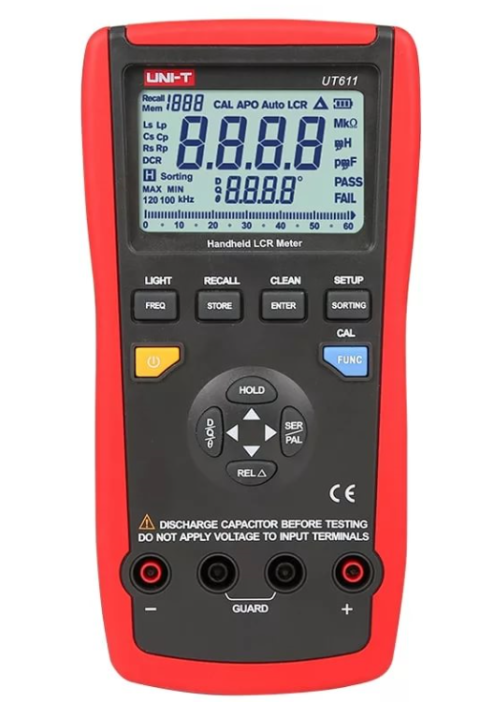 UNI-T UT611
Recall 1888 CAL APO Auto LCR
Mem
Ls Lp 8.8.8.8 MkΩ
Cs Cp µmH
Rs Rp pnµmF
DCR
H Sorting D 8.8.8.8° PASS
MAX MIN Q FAIL
120 100 kHz θ
0 10 20 30 40 50 60
Handheld LCR Meter
LIGHT RECALL CLEAN SETUP
FREQ STORE ENTER SORTING
CAL
FUNC
HOLD
D/Q/θ SER/PAL
REL △
CE
DISCHARGE CAPACITOR BEFORE TESTING
DO NOT APPLY VOLTAGE TO INPUT TERMINALS
− GUARD +